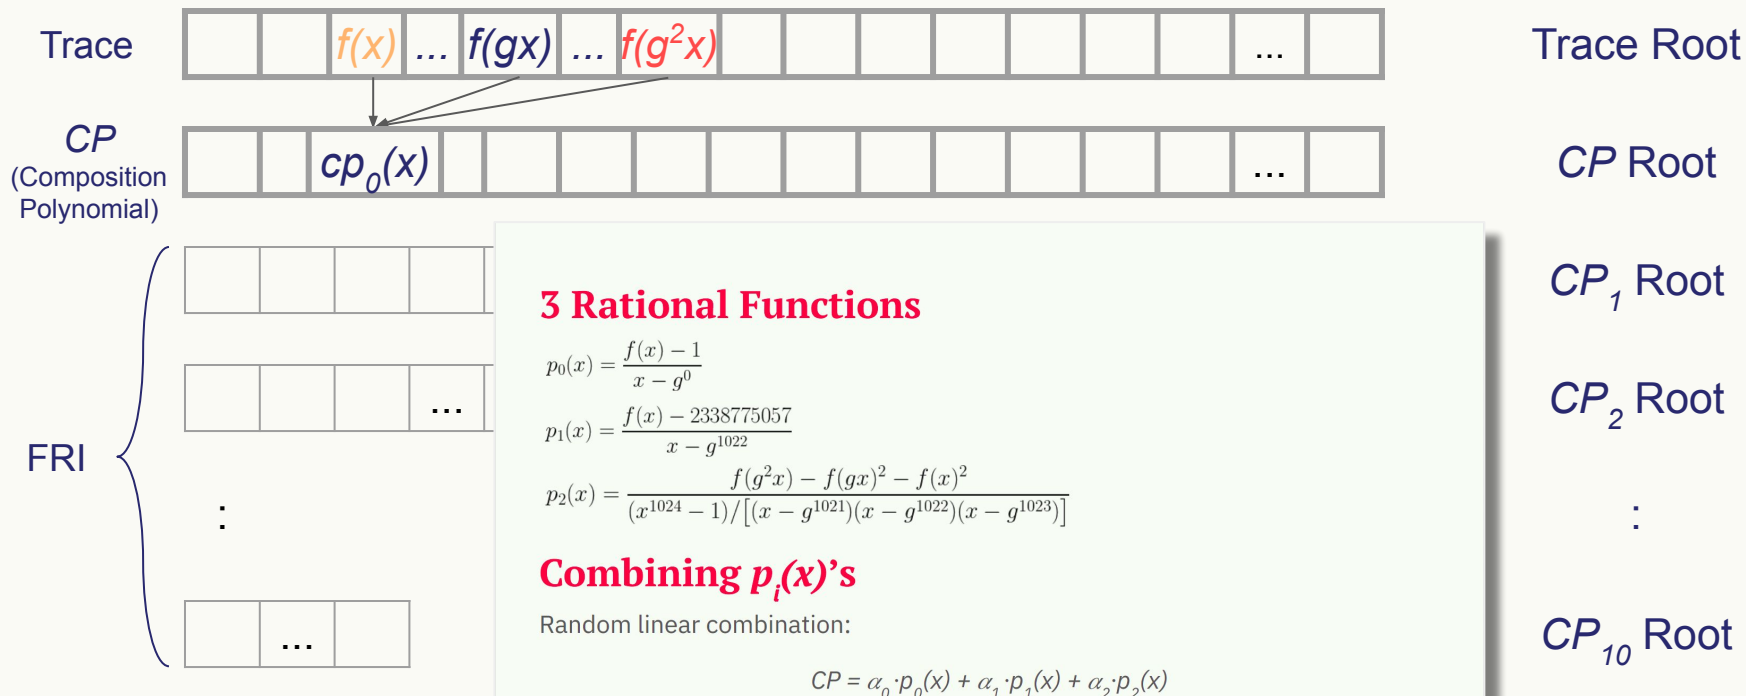 Trace f(x) ... f(gx) ... f(g²x) ... Trace Root
CP
(Composition
Polynomial)
cp₀(x) ... CP Root
CP₁ Root
... CP₂ Root
FRI
: :
... CP₁₀ Root
3 Rational Functions
p₀(x) = (f(x) − 1) / (x − g⁰)
p₁(x) = (f(x) − 2338775057) / (x − g¹⁰²²)
p₂(x) = (f(g²x) − f(gx)² − f(x)²) / ((x¹⁰²⁴ − 1)/[(x − g¹⁰²¹)(x − g¹⁰²²)(x − g¹⁰²³)])
Combining pᵢ(x)’s
Random linear combination:
CP = α₀·p₀(x) + α₁·p₁(x) + α₂·p₂(x)